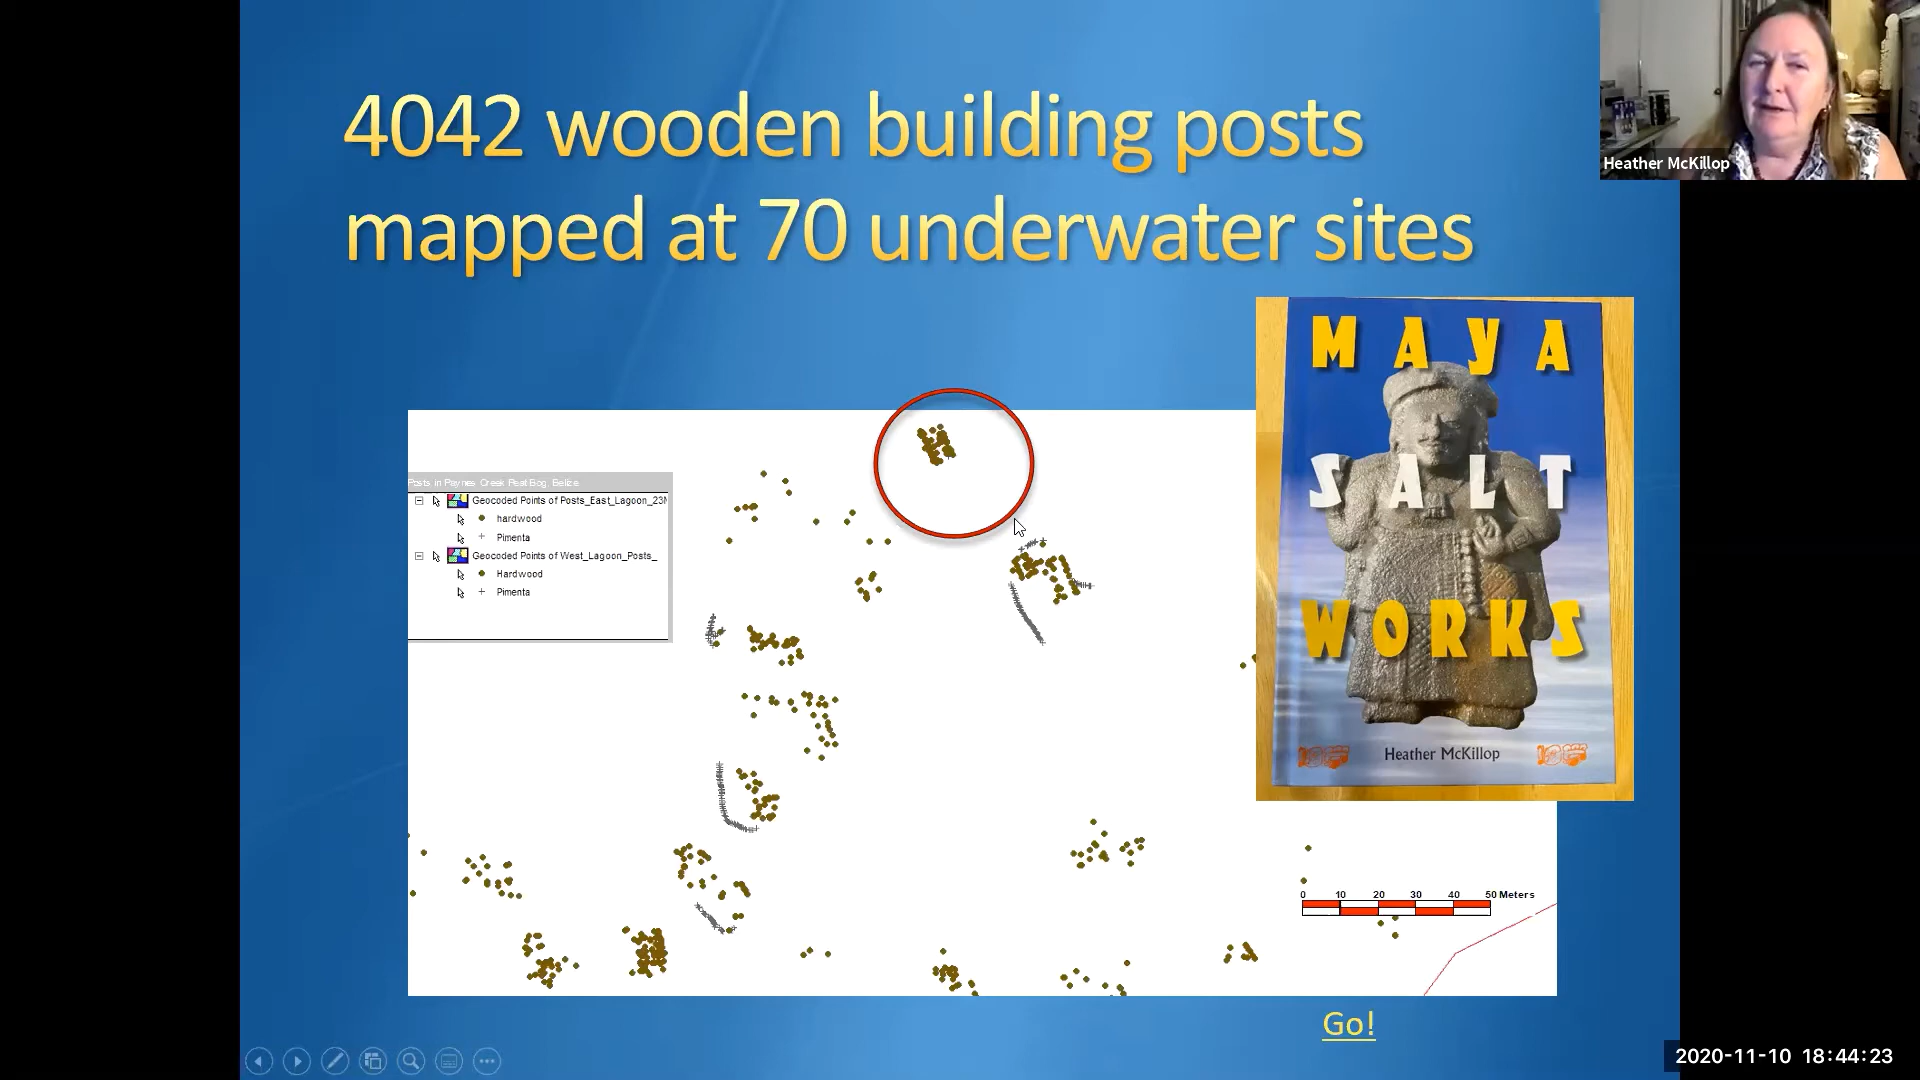 4042 wooden building posts
mapped at 70 underwater sites
Heather McKillop
MAYA
SALT
WORKS
Heather McKillop
Posts in Paynes Creek Peat Bog, Belize
Geocoded Points of Posts_East_Lagoon_23
hardwood
Pimenta
Geocoded Points of West_Lagoon_Posts_
Hardwood
Pimenta
0 10 20 30 40 50 Meters
Go!
2020-11-10 18:44:23